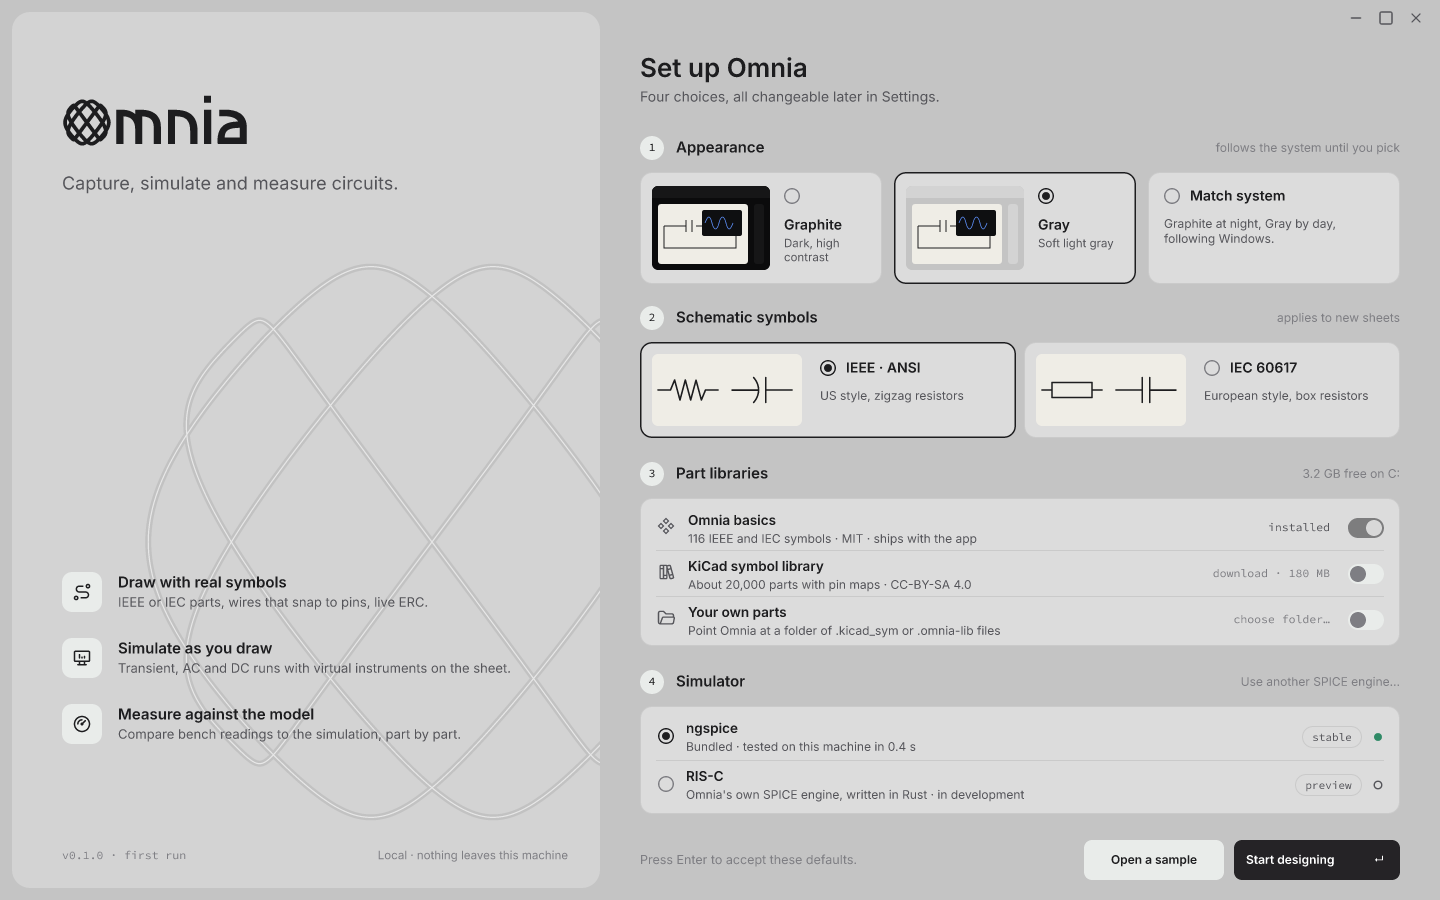 Omnia
Capture, simulate and measure circuits.
Draw with real symbols
IEEE or IEC parts, wires that snap to pins, live ERC.
Simulate as you draw
Transient, AC and DC runs with virtual instruments on the sheet.
Measure against the model
Compare bench readings to the simulation, part by part.
v0.1.0 · first run
Local · nothing leaves this machine
Set up Omnia
Four choices, all changeable later in Settings.
1
Appearance
follows the system until you pick
Graphite
Dark, high
contrast
Gray
Soft light gray
Match system
Graphite at night, Gray by day,
following Windows.
2
Schematic symbols
applies to new sheets
IEEE · ANSI
US style, zigzag resistors
IEC 60617
European style, box resistors
3
Part libraries
3.2 GB free on C:
Omnia basics
116 IEEE and IEC symbols · MIT · ships with the app
installed
KiCad symbol library
About 20,000 parts with pin maps · CC-BY-SA 4.0
download · 180 MB
Your own parts
Point Omnia at a folder of .kicad_sym or .omnia-lib files
choose folder…
4
Simulator
Use another SPICE engine...
ngspice
Bundled · tested on this machine in 0.4 s
stable
RIS-C
Omnia's own SPICE engine, written in Rust · in development
preview
Press Enter to accept these defaults.
Open a sample
Start designing